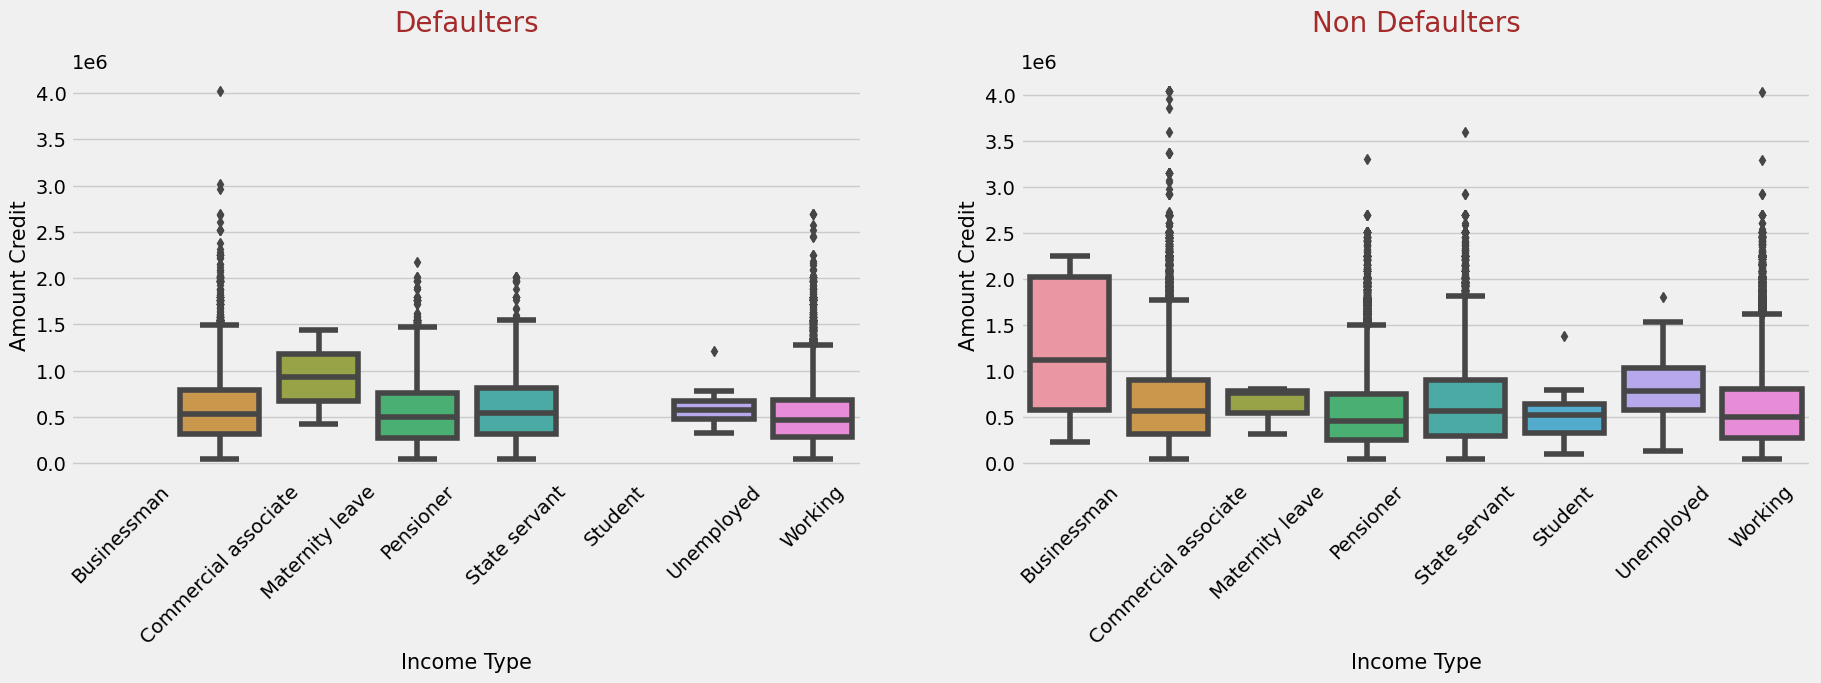 Defaulters
1e6
4.0
3.5
3.0
2.5
2.0
1.5
1.0
0.5
0.0
Amount Credit
Businessman
Commercial associate
Maternity leave
Pensioner
State servant
Student
Unemployed
Working
Income Type
Non Defaulters
1e6
4.0
3.5
3.0
2.5
2.0
1.5
1.0
0.5
0.0
Amount Credit
Businessman
Commercial associate
Maternity leave
Pensioner
State servant
Student
Unemployed
Working
Income Type